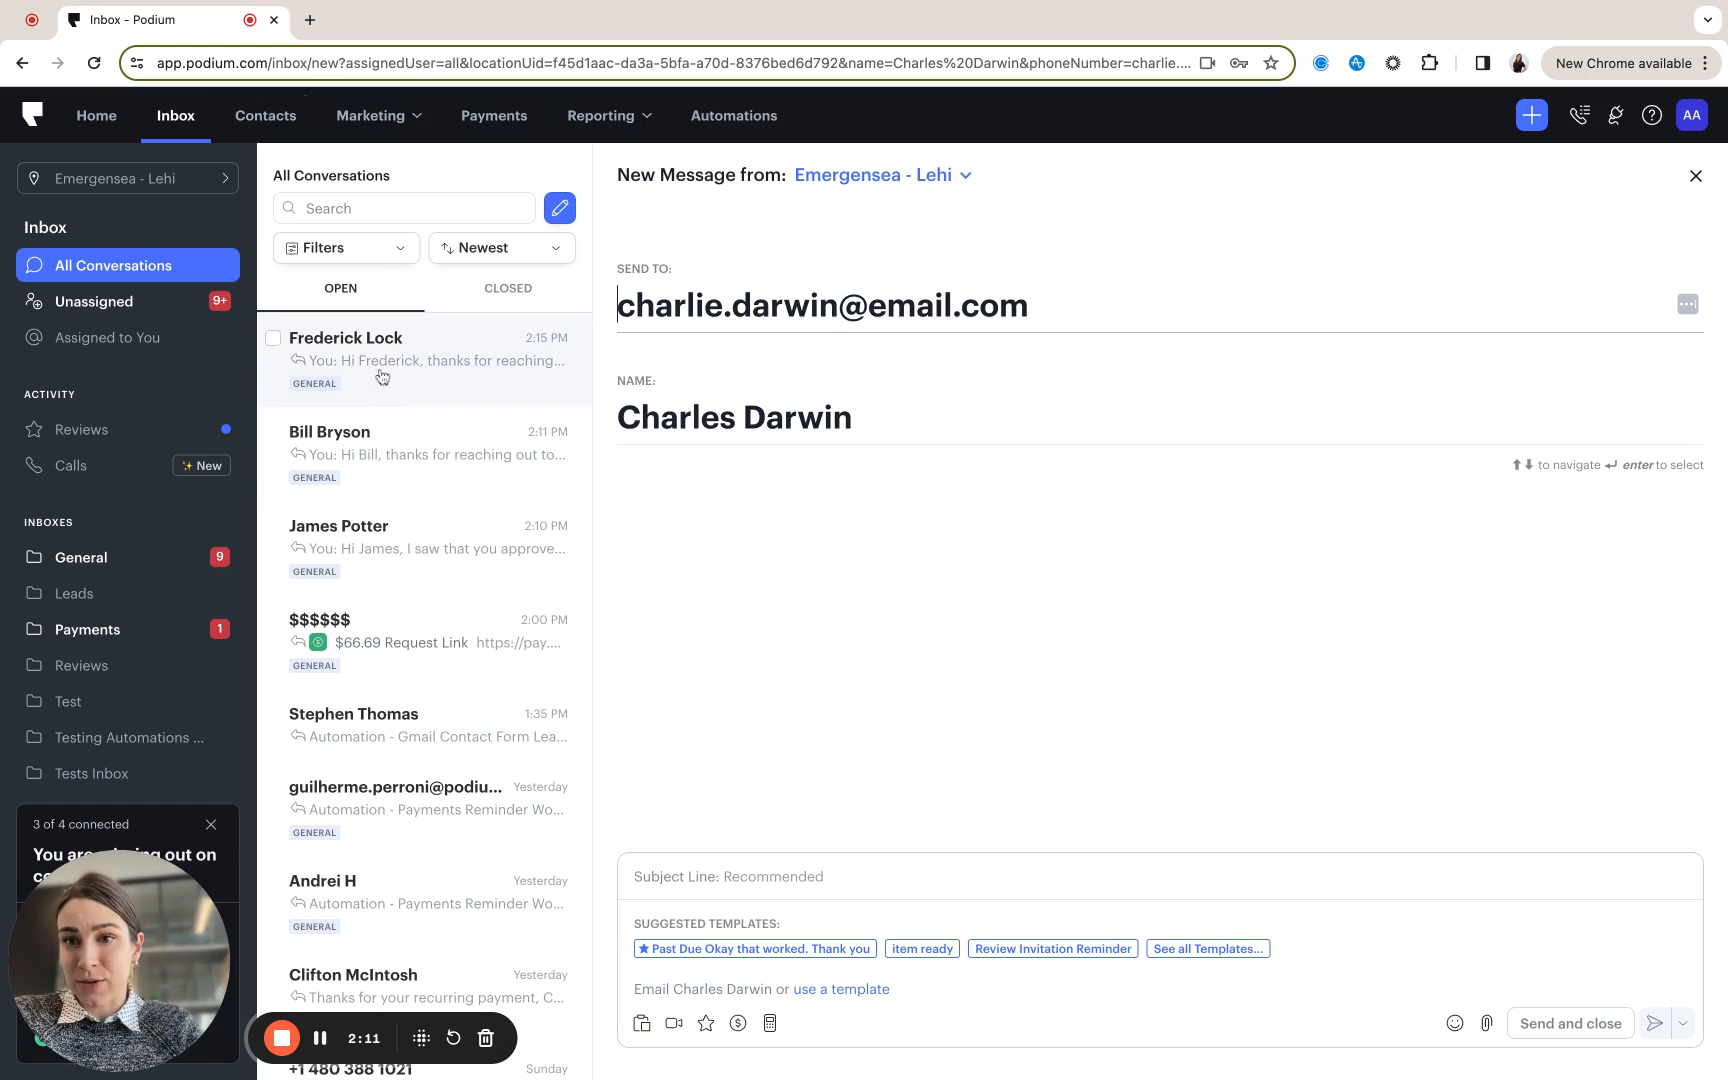 Inbox - Podium
app.podium.com/inbox/new?assignedUser=all&locationUid=f45d1aac-da3a-5bfa-a70d-8376bed6d792&name=Charles%20Darwin&phoneNumber=charlie....
New Chrome available
Home
Inbox
Contacts
Marketing
Payments
Reporting
Automations
AA
Emergensea - Lehi
Inbox
All Conversations
Unassigned
9+
Assigned to You
ACTIVITY
Reviews
Calls
New
INBOXES
General
9
Leads
Payments
1
Reviews
Test
Testing Automations ...
Tests Inbox
3 of 4 connected
You are
out on
All Conversations
Search
Filters
Newest
OPEN
CLOSED
Frederick Lock
2:15 PM
You: Hi Frederick, thanks for reaching...
GENERAL
Bill Bryson
2:11 PM
You: Hi Bill, thanks for reaching out to...
GENERAL
James Potter
2:10 PM
You: Hi James, I saw that you approve...
GENERAL
$$$$$$
2:00 PM
$66.69 Request Link https://pay....
GENERAL
Stephen Thomas
1:35 PM
Automation - Gmail Contact Form Lea...
guilherme.perroni@podiu...
Yesterday
Automation - Payments Reminder Wo...
GENERAL
Andrei H
Yesterday
Automation - Payments Reminder Wo...
GENERAL
Clifton McIntosh
Yesterday
Thanks for your recurring payment, C...
2:11
+1 480 388 1021
Sunday
New Message from: Emergensea - Lehi
SEND TO:
charlie.darwin@email.com
NAME:
Charles Darwin
to navigate enter to select
Subject Line: Recommended
SUGGESTED TEMPLATES:
Past Due Okay that worked. Thank you
item ready
Review Invitation Reminder
See all Templates...
Email Charles Darwin or use a template
Send and close